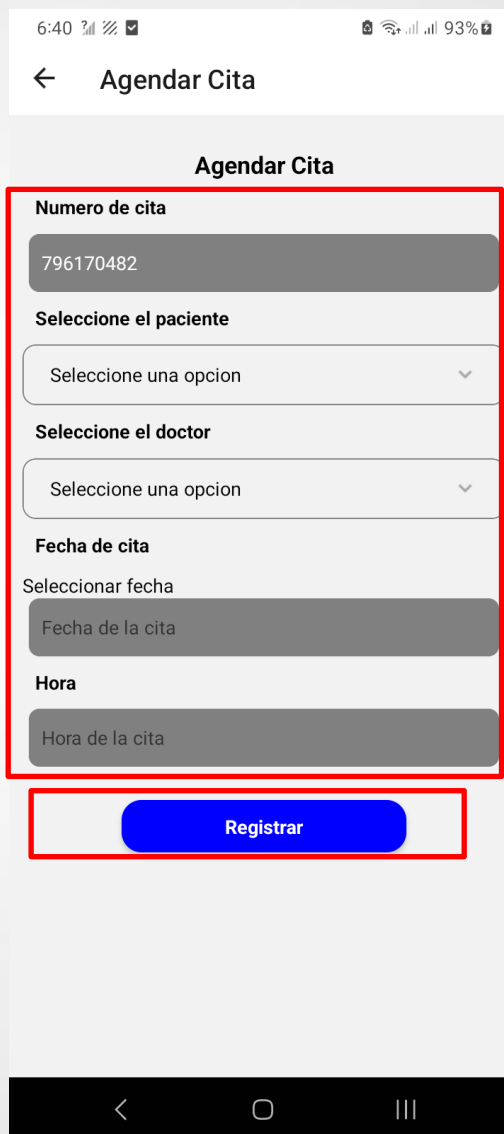 6:40
93%
Agendar Cita
Agendar Cita
Numero de cita
796170482
Seleccione el paciente
Seleccione una opcion
Seleccione el doctor
Seleccione una opcion
Fecha de cita
Seleccionar fecha
Fecha de la cita
Hora
Hora de la cita
Registrar